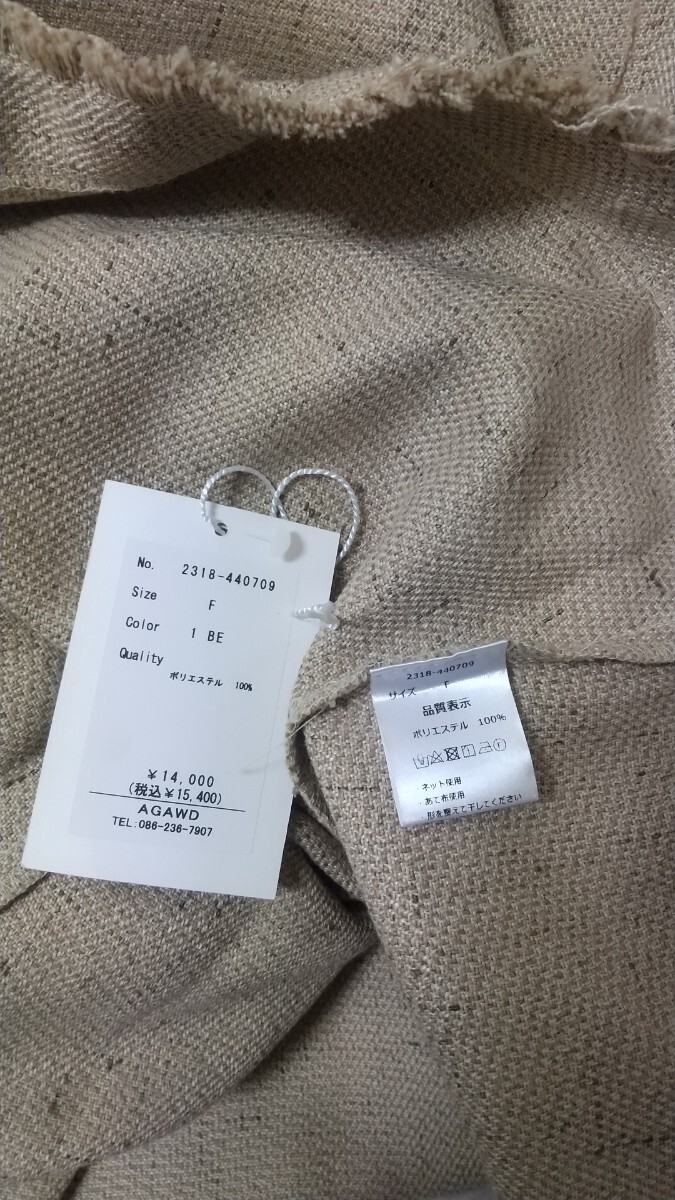 No. 2318-440709
Size F
Color 1 BE
Quality
ポリエステル 100%
¥14,000
(税込¥15,400)
AGAWD
TEL:086-236-7907
2318-440709
サイズ F
品質表示
ポリエステル 100%
・ネット使用
・あて布使用
・形を整えて干してください